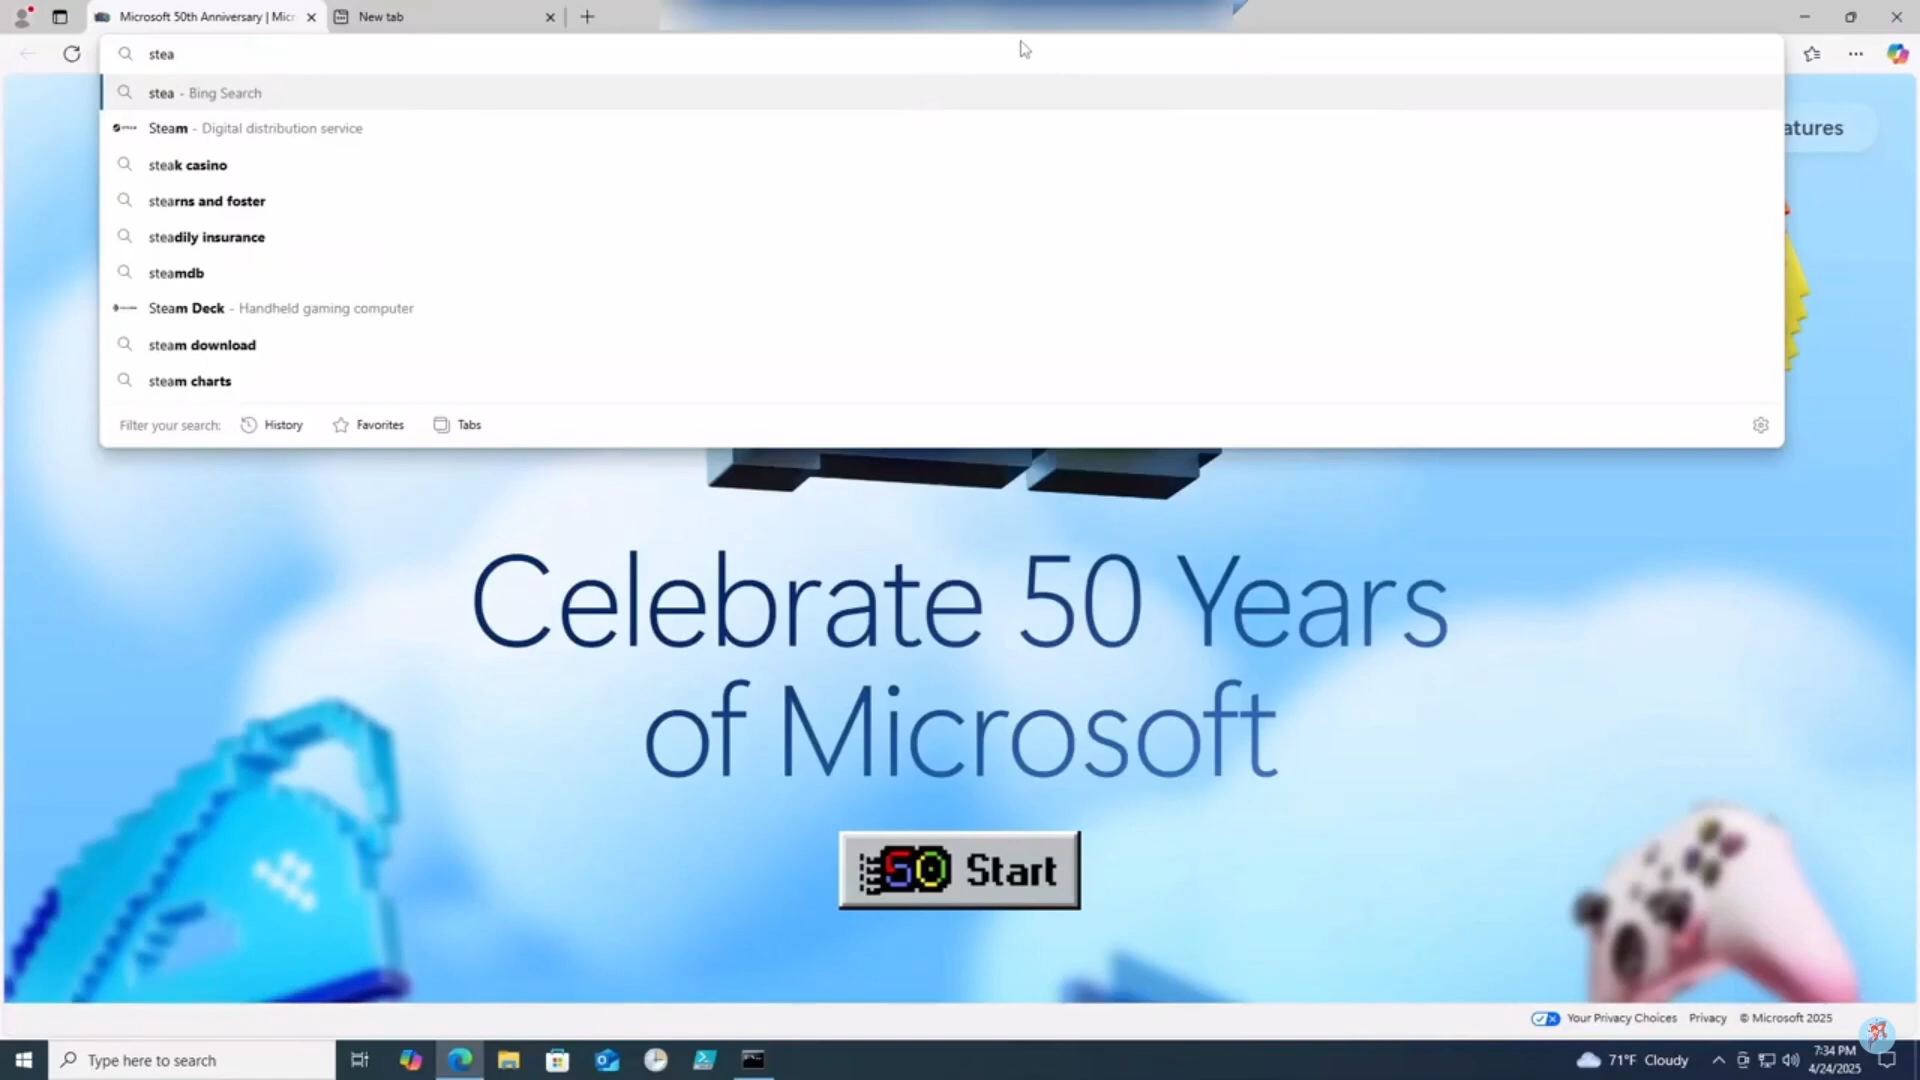 Microsoft 50th Anniversary | Micr
New tab
stea
stea - Bing Search
Steam - Digital distribution service
steak casino
stearns and foster
steadily insurance
steamdb
Steam Deck - Handheld gaming computer
steam download
steam charts
Filter your search: History Favorites Tabs
atures
Celebrate 50 Years
of Microsoft
50 Start
Your Privacy Choices Privacy © Microsoft 2025
Type here to search
71°F Cloudy
7:34 PM
4/24/2025